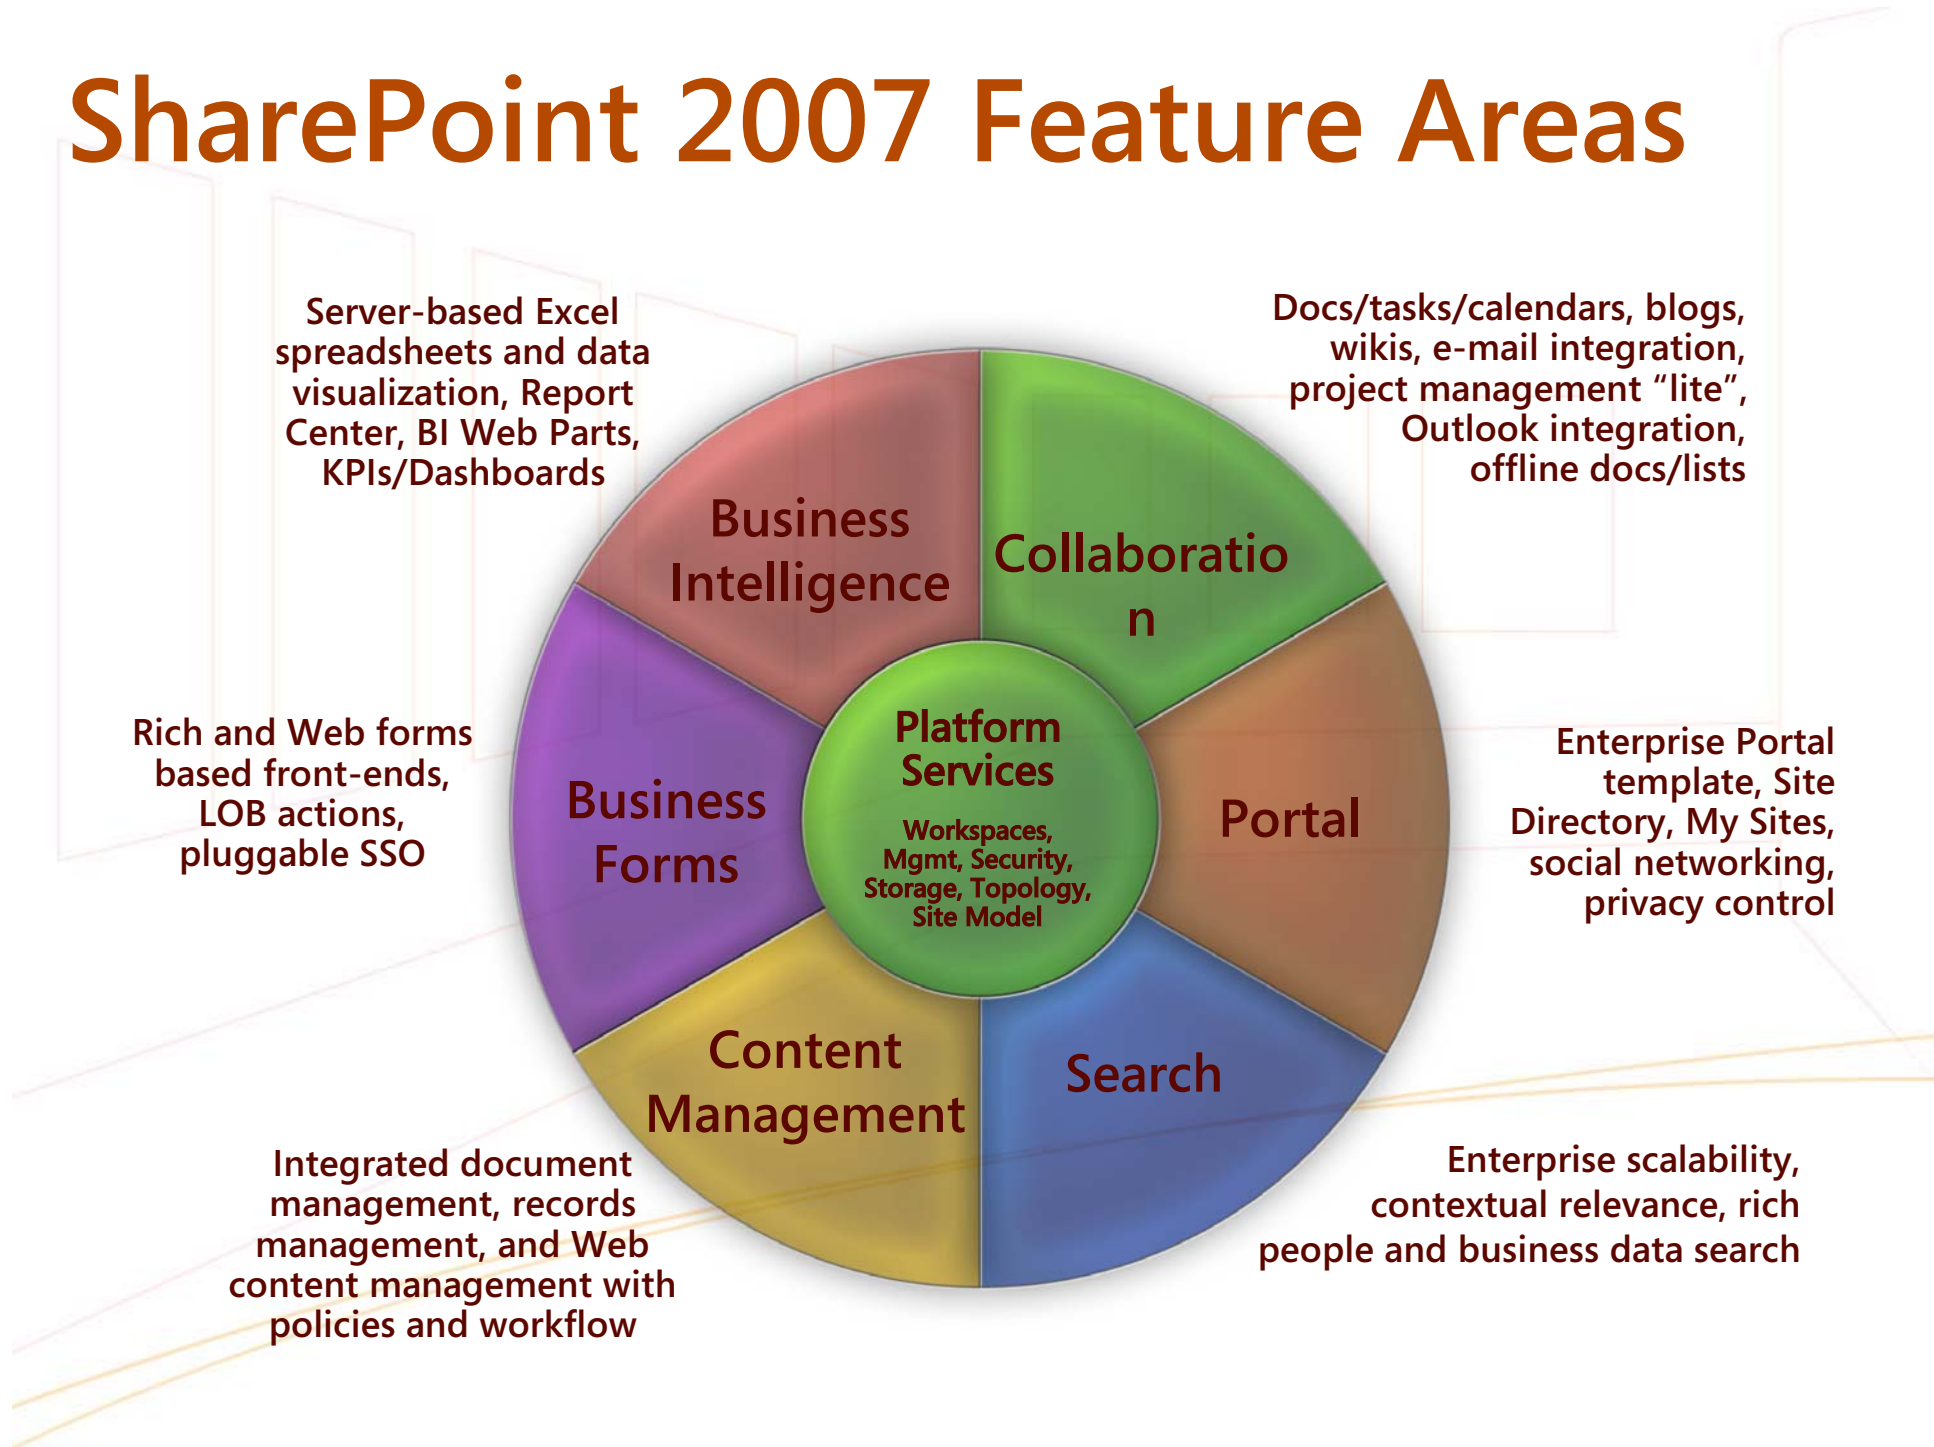 SharePoint 2007 Feature Areas
Server-based Excel
spreadsheets and data
visualization, Report
Center, BI Web Parts,
KPIs/Dashboards
Docs/tasks/calendars, blogs,
wikis, e-mail integration,
project management “lite”,
Outlook integration,
offline docs/lists
Business
Intelligence
Collaboratio
n
Rich and Web forms
based front-ends,
LOB actions,
pluggable SSO
Business
Forms
Platform
Services
Workspaces,
Mgmt, Security,
Storage, Topology,
Site Model
Portal
Enterprise Portal
template, Site
Directory, My Sites,
social networking,
privacy control
Content
Management
Search
Integrated document
management, records
management, and Web
content management with
policies and workflow
Enterprise scalability,
contextual relevance, rich
people and business data search